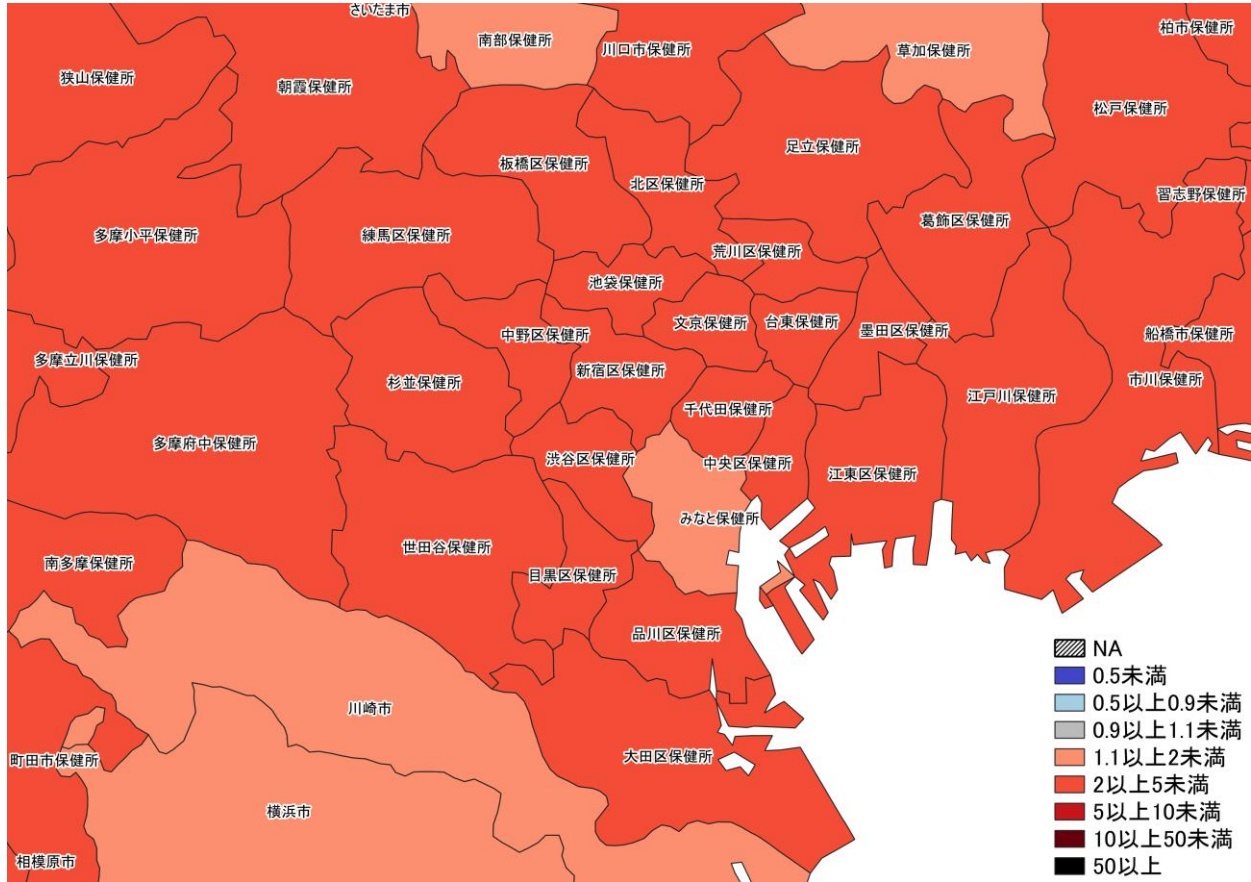 さいたま市
南部保健所
川口市保健所
草加保健所
柏市保健所
狭山保健所
朝霞保健所
松戸保健所
板橋区保健所
足立保健所
北区保健所
習志野保健所
多摩小平保健所
練馬区保健所
葛飾区保健所
荒川区保健所
池袋保健所
文京保健所
台東保健所
中野区保健所
墨田区保健所
船橋市保健所
多摩立川保健所
新宿区保健所
杉並保健所
市川保健所
千代田保健所
江戸川保健所
多摩府中保健所
渋谷区保健所
中央区保健所
江東区保健所
みなと保健所
世田谷保健所
南多摩保健所
目黒区保健所
品川区保健所
川崎市
町田市保健所
大田区保健所
横浜市
相模原市
NA
0.5未満
0.5以上0.9未満
0.9以上1.1未満
1.1以上2未満
2以上5未満
5以上10未満
10以上50未満
50以上